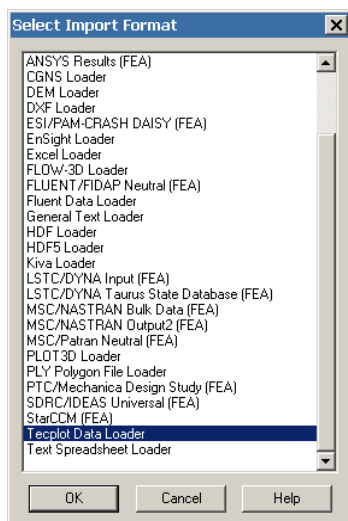 Select Import Format
ANSYS Results (FEA)
CGNS Loader
DEM Loader
DXF Loader
ESI/PAM-CRASH DAISY (FEA)
EnSight Loader
Excel Loader
FLOW-3D Loader
FLUENT/FIDAP Neutral (FEA)
Fluent Data Loader
General Text Loader
HDF Loader
HDF5 Loader
Kiva Loader
LSTC/DYNA Input (FEA)
LSTC/DYNA Taurus State Database (FEA)
MSC/NASTRAN Bulk Data (FEA)
MSC/NASTRAN Output2 (FEA)
MSC/Patran Neutral (FEA)
PLOT3D Loader
PLY Polygon File Loader
PTC/Mechanica Design Study (FEA)
SDRC/IDEAS Universal (FEA)
StarCCM (FEA)
Tecplot Data Loader
Text Spreadsheet Loader
OK Cancel Help